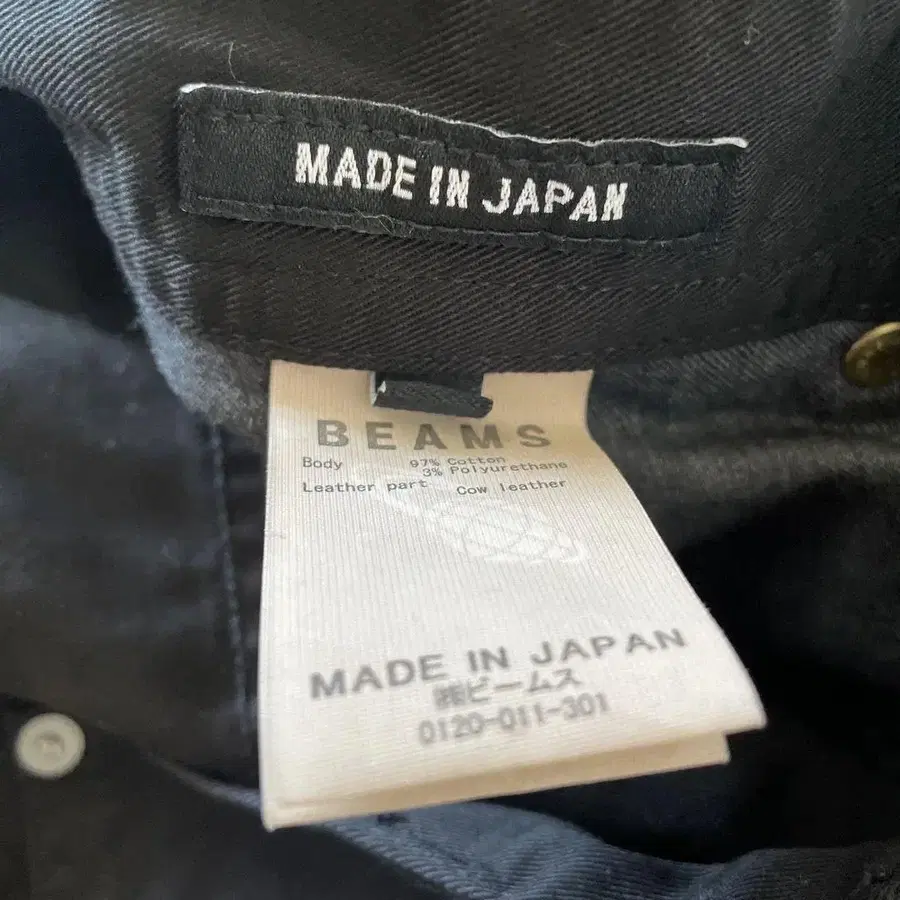 MADE IN JAPAN
BEAMS
Body 97% Cotton
3% Polyurethane
Leather part Cow leather
MADE IN JAPAN
㈱ビームス
0120-011-301